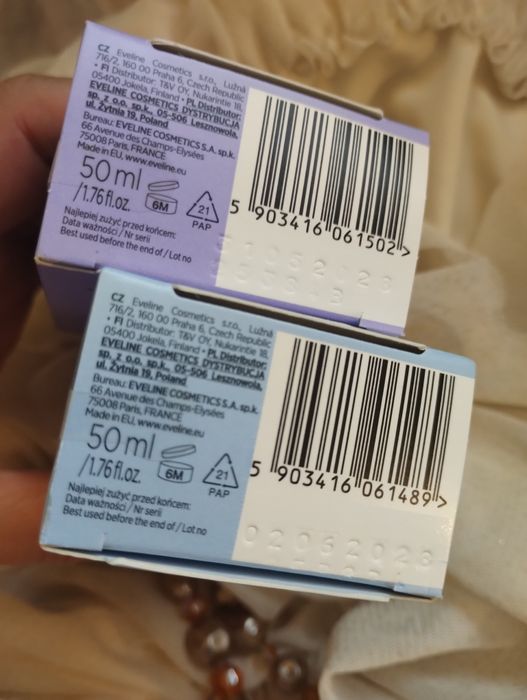 CZ Eveline Cosmetics s.r.o., Lužná
716/2, 160 00 Praha 6, Czech Republic
• FI Distributor: T&V OY, Nukarintie 18,
05400 Jokela, Finland • PL Distributor:
EVELINE COSMETICS DYSTRYBUCJA
sp. z o.o. sp.k., 05-506 Lesznowola,
ul. Żytnia 19, Poland
Bureau: EVELINE COSMETICS S.A. sp.k.
66 Avenue des Champs-Elysées
75008 Paris, FRANCE
Made in EU, www.eveline.eu
50 ml
/1.76 fl.oz.
6M
21
PAP
Najlepiej zużyć przed końcem:
Data ważności / Nr serii
Best used before the end of / Lot no
5 903416 061502 >
CZ Eveline Cosmetics s.r.o., Lužná
716/2, 160 00 Praha 6, Czech Republic
• FI Distributor: T&V OY, Nukarintie 18,
05400 Jokela, Finland • PL Distributor:
EVELINE COSMETICS DYSTRYBUCJA
sp. z o.o. sp.k., 05-506 Lesznowola,
ul. Żytnia 19, Poland
Bureau: EVELINE COSMETICS S.A. sp.k.
66 Avenue des Champs-Elysées
75008 Paris, FRANCE
Made in EU, www.eveline.eu
50 ml
/1.76 fl.oz.
6M
21
PAP
Najlepiej zużyć przed końcem:
Data ważności / Nr serii
Best used before the end of / Lot no
5 903416 061489 >
02062028